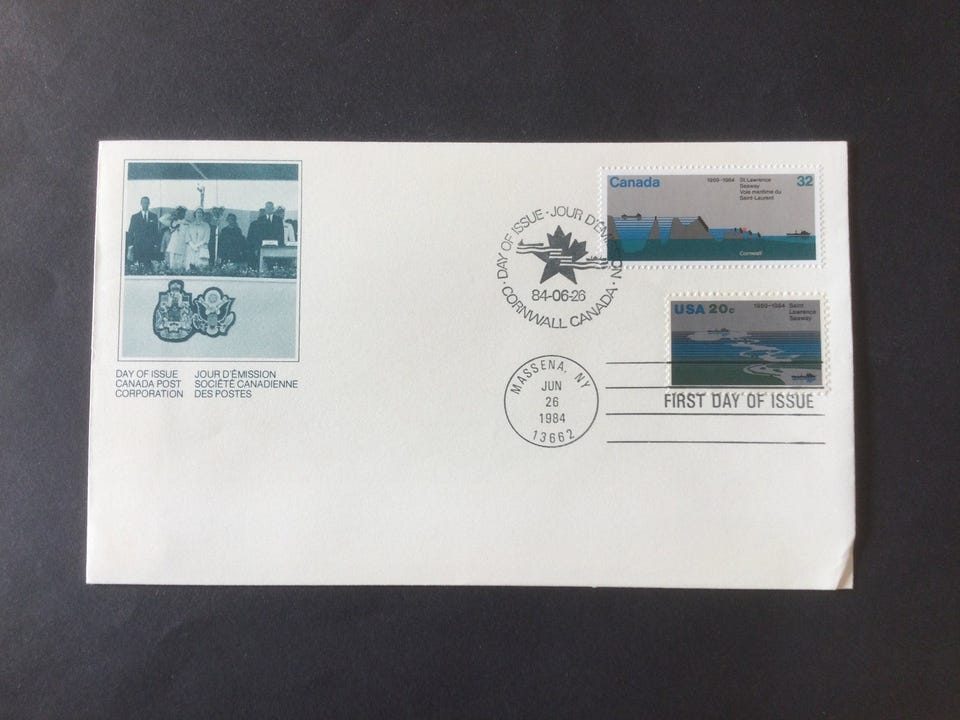 Canada
1959-1984
St. Lawrence
Seaway
Voie maritime du
Saint-Laurent
32
Cornwall
DAY OF ISSUE · JOUR D'ÉMISSION
84-06-26
CORNWALL CANADA
USA 20c
1959-1984 Saint
Lawrence
Seaway
MASSENA, NY
JUN
26
1984
13662
FIRST DAY OF ISSUE
DAY OF ISSUE
CANADA POST
CORPORATION
JOUR D'ÉMISSION
SOCIÉTÉ CANADIENNE
DES POSTES